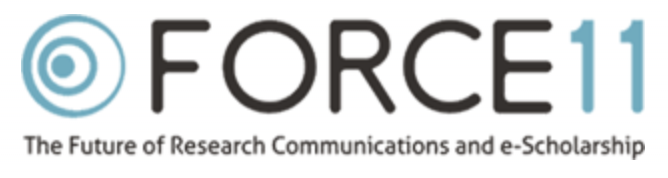 FORCE11
The Future of Research Communications and e-Scholarship